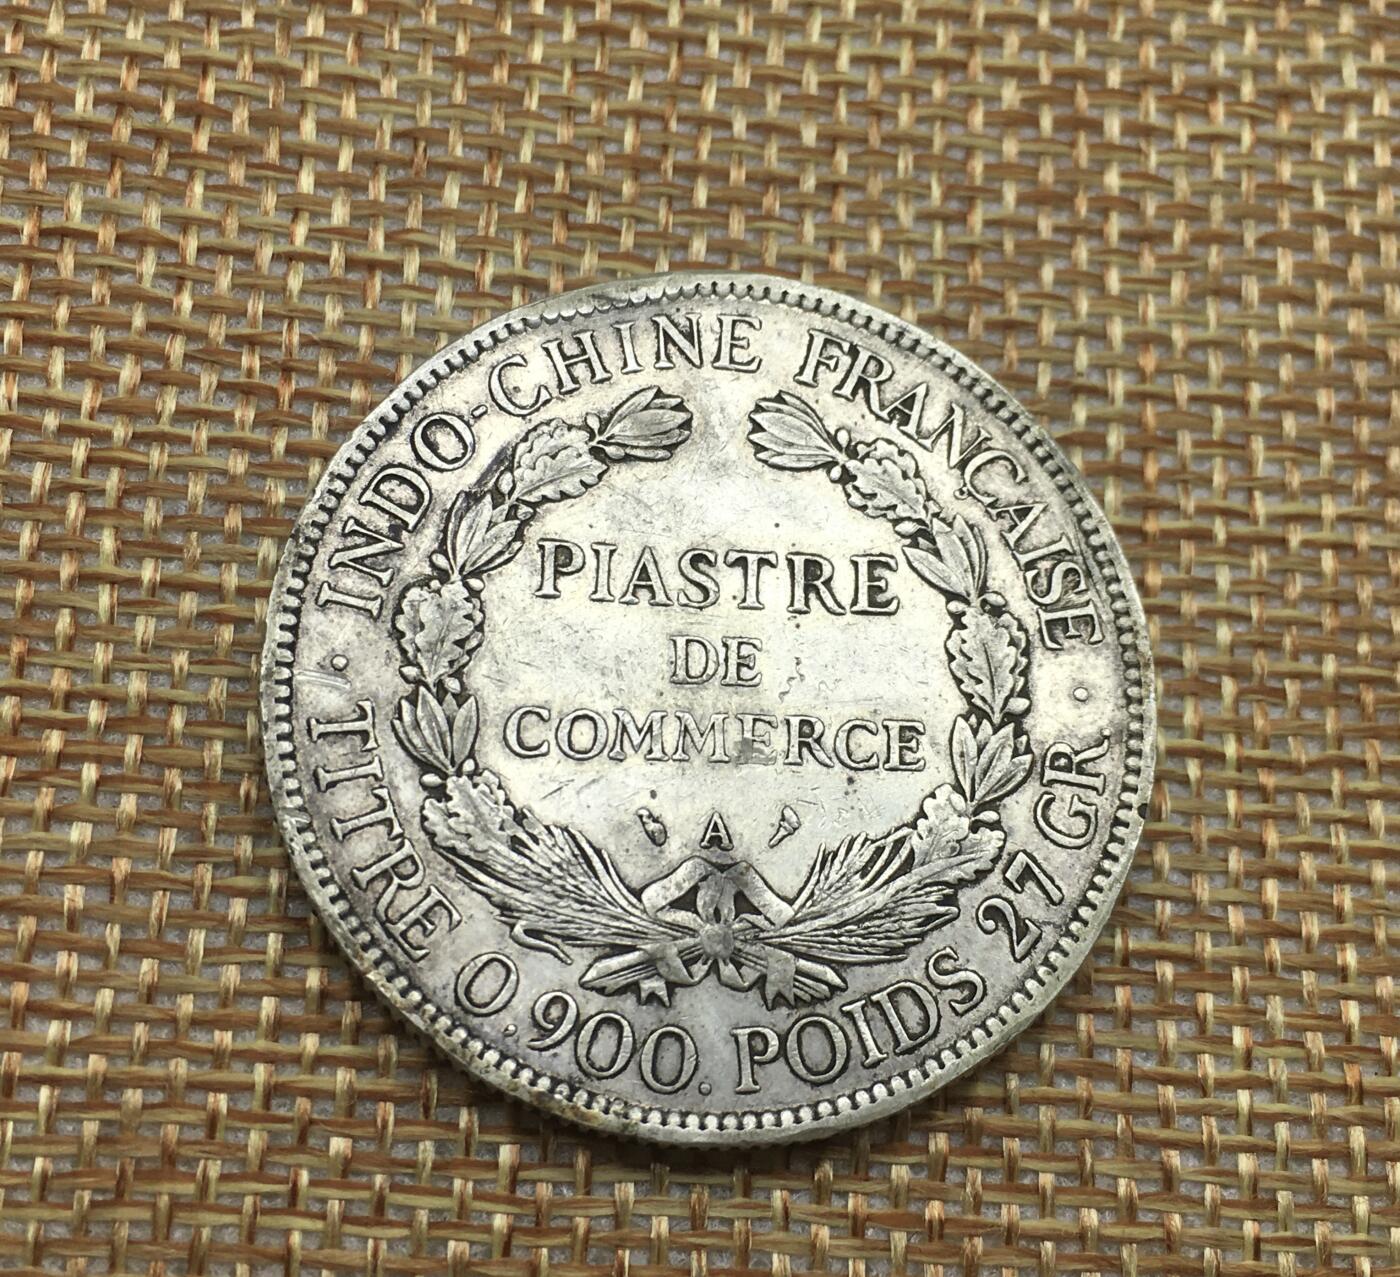 INDO-CHINE FRANÇAISE
PIASTRE
DE
COMMERCE
A
TITRE 0,900. POIDS 27 GR.